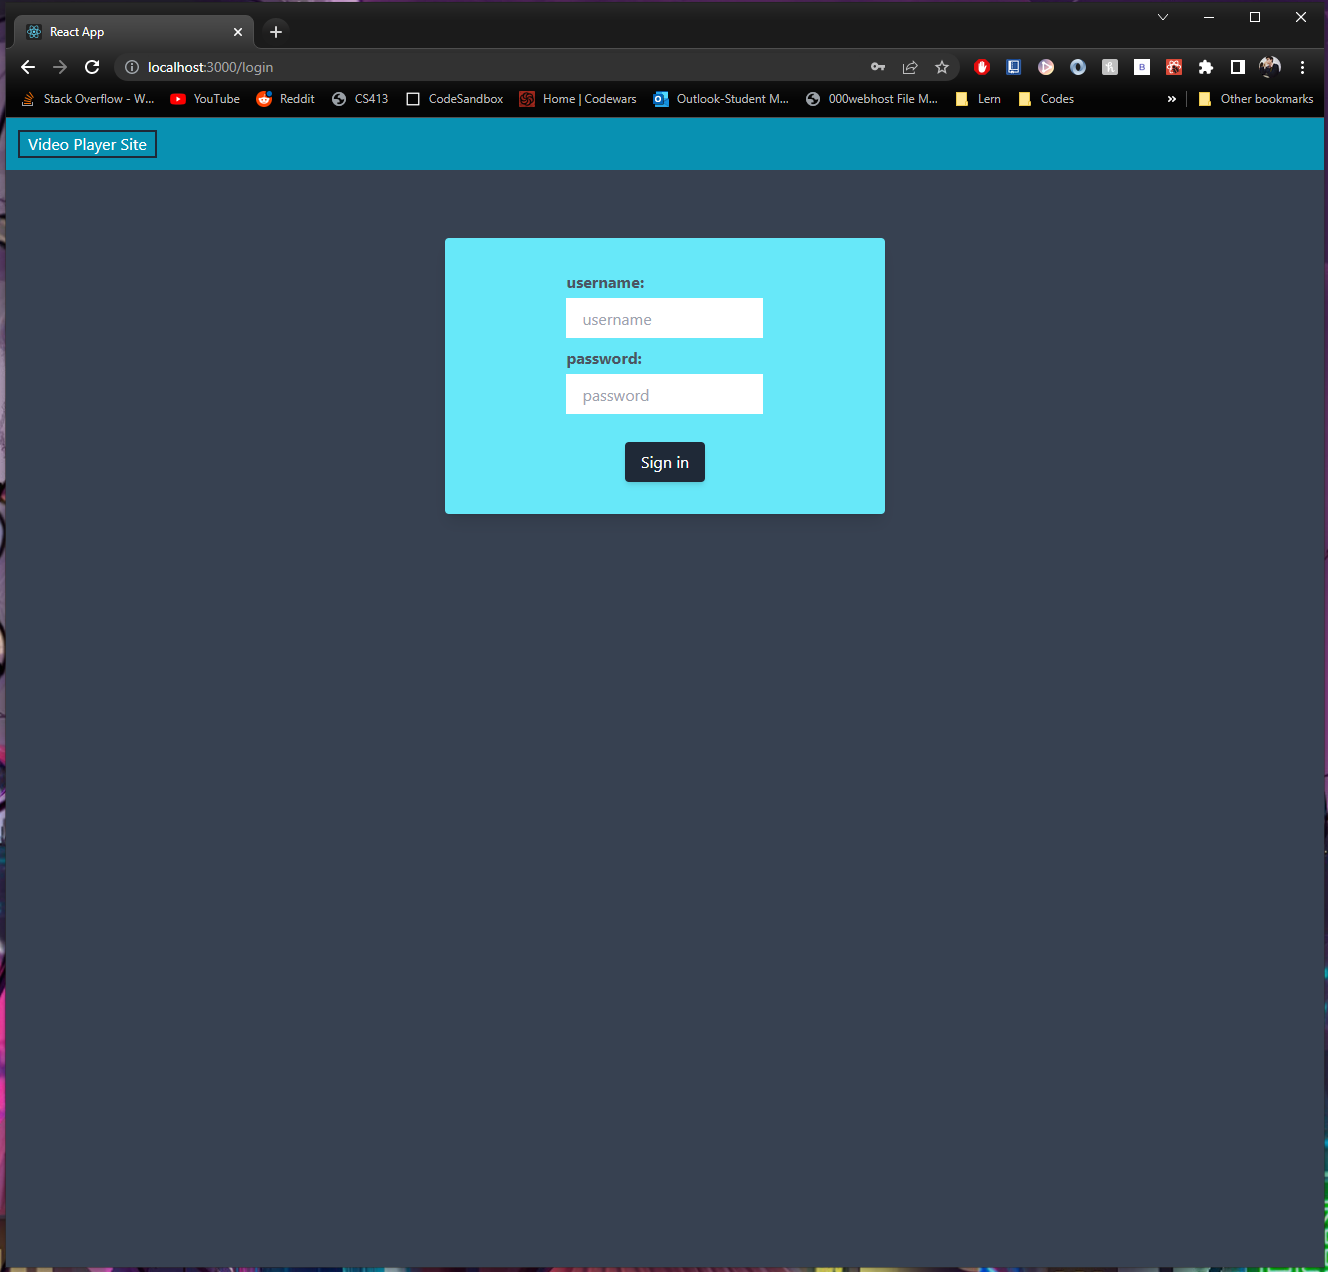 React App
localhost:3000/login
Stack Overflow - W... YouTube Reddit CS413 CodeSandbox Home | Codewars Outlook-Student M... 000webhost File M... Lern Codes » Other bookmarks
Video Player Site
username:
username
password:
password
Sign in